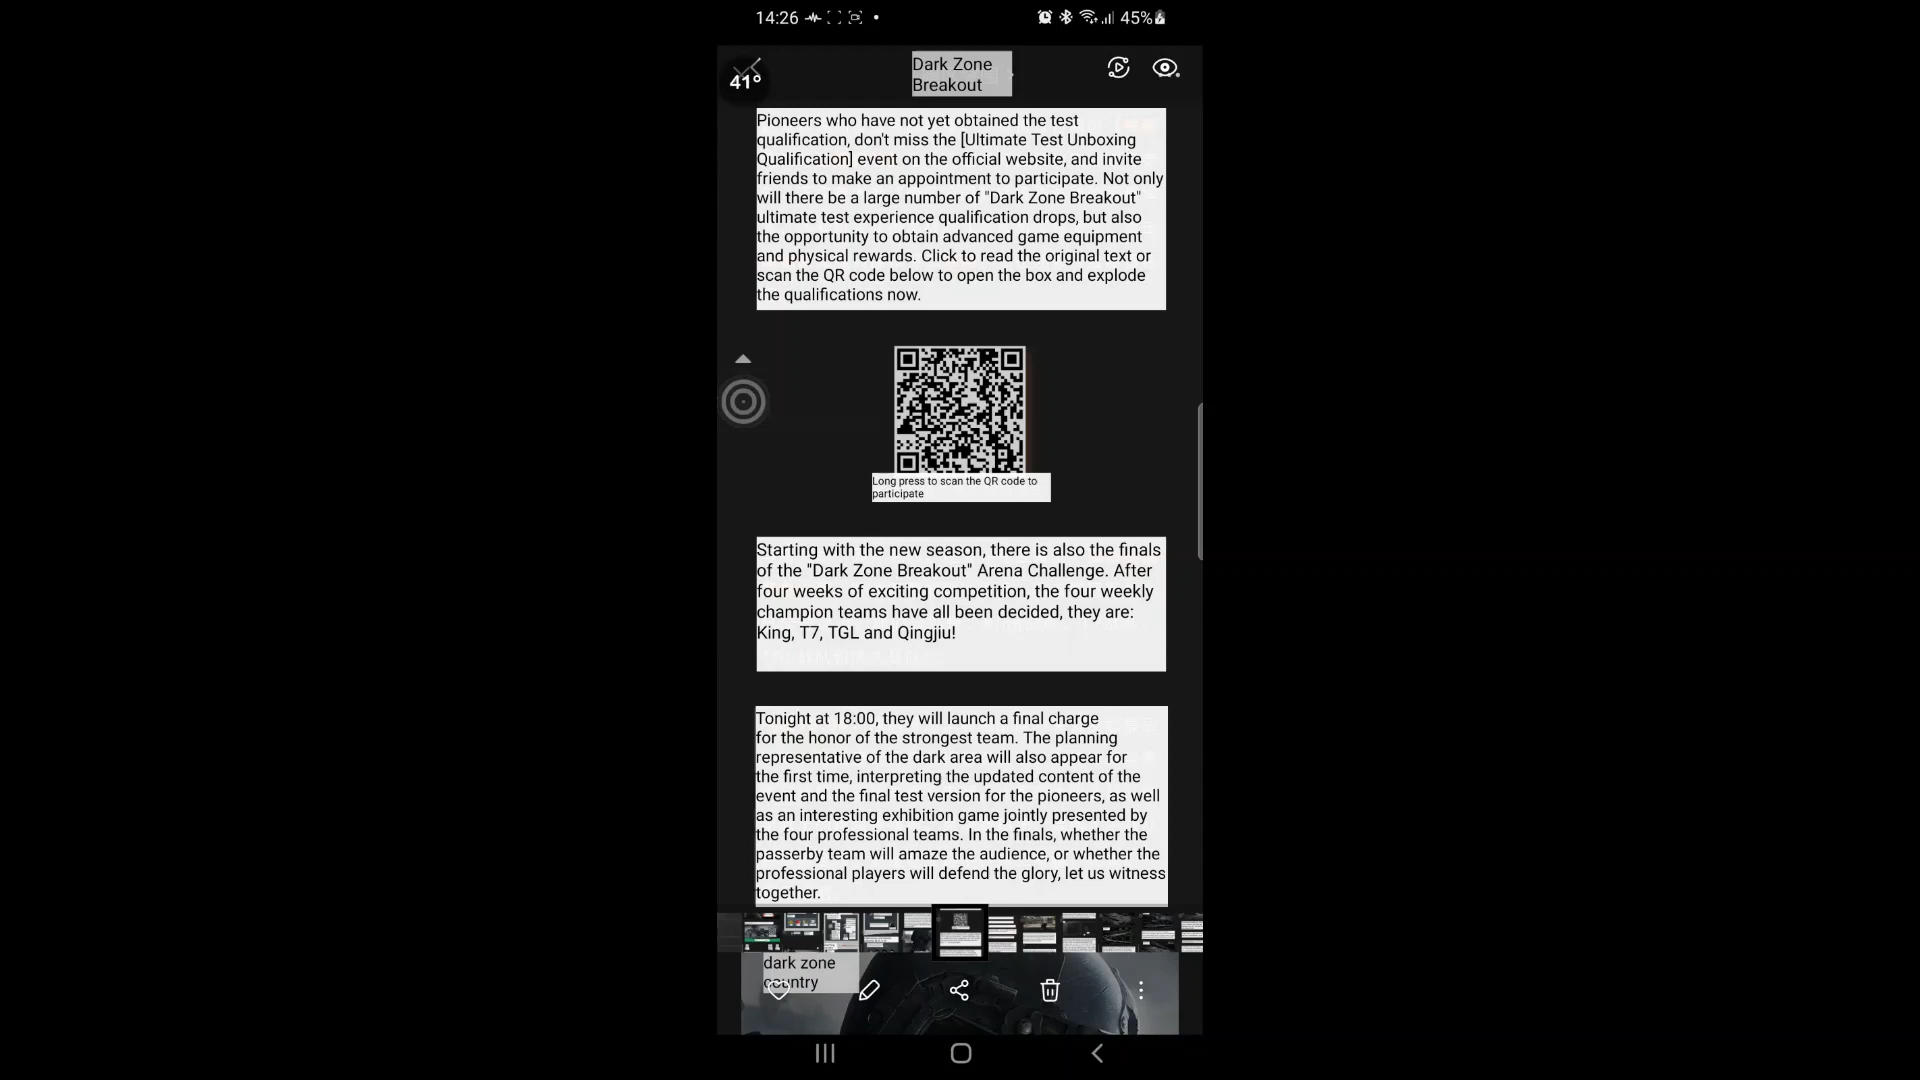 14:26
45%
41°
Dark Zone
Breakout
Pioneers who have not yet obtained the test
qualification, don't miss the [Ultimate Test Unboxing
Qualification] event on the official website, and invite
friends to make an appointment to participate. Not only
will there be a large number of "Dark Zone Breakout"
ultimate test experience qualification drops, but also
the opportunity to obtain advanced game equipment
and physical rewards. Click to read the original text or
scan the QR code below to open the box and explode
the qualifications now.
Long press to scan the QR code to
participate
Starting with the new season, there is also the finals
of the "Dark Zone Breakout" Arena Challenge. After
four weeks of exciting competition, the four weekly
champion teams have all been decided, they are:
King, T7, TGL and Qingjiu!
Tonight at 18:00, they will launch a final charge
for the honor of the strongest team. The planning
representative of the dark area will also appear for
the first time, interpreting the updated content of the
event and the final test version for the pioneers, as well
as an interesting exhibition game jointly presented by
the four professional teams. In the finals, whether the
passerby team will amaze the audience, or whether the
professional players will defend the glory, let us witness
together.
dark zone
country